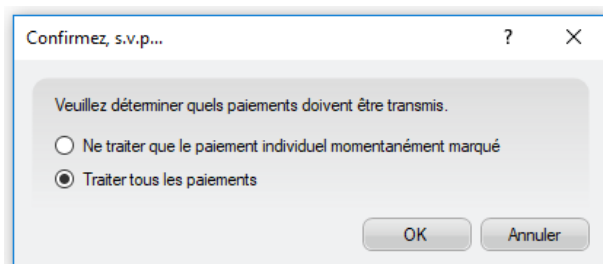 Confirmez, s.v.p...
?
Veuillez déterminer quels paiements doivent être transmis.
Ne traiter que le paiement individuel momentanément marqué
Traiter tous les paiements
OK
Annuler